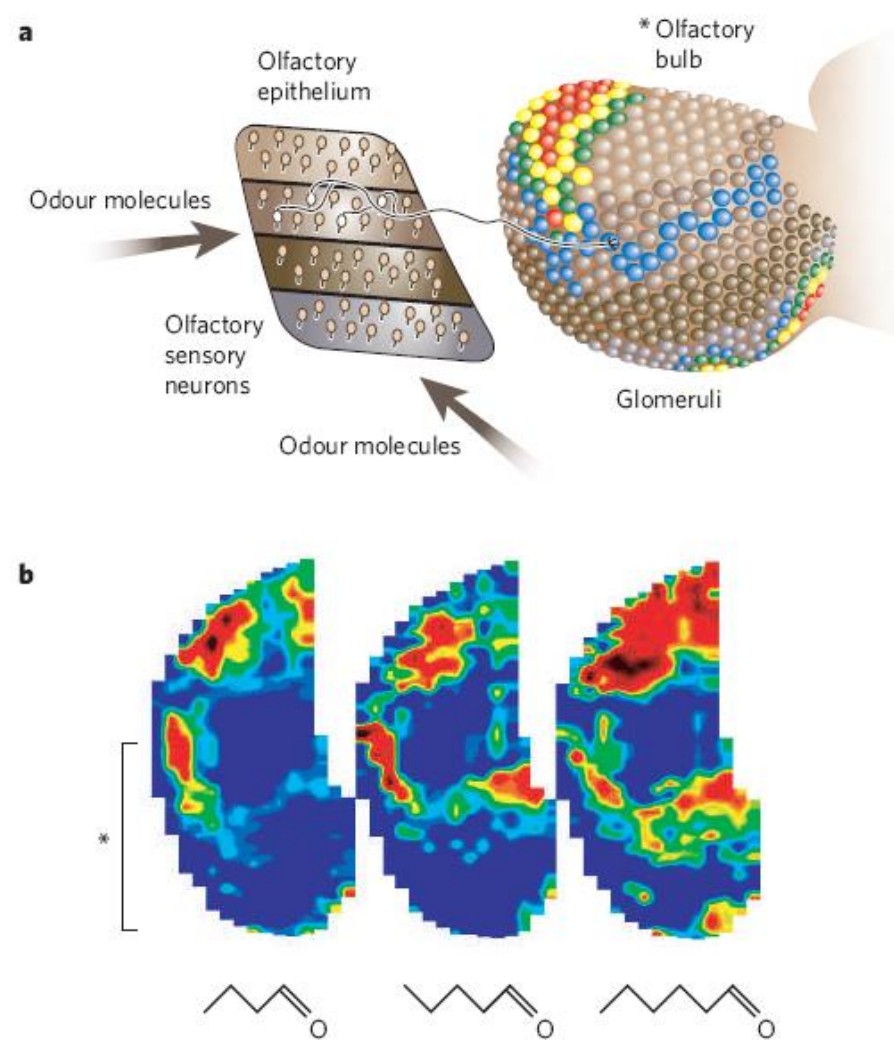 a
* Olfactory
bulb
Olfactory
epithelium
Odour molecules
Olfactory
sensory
neurons
Glomeruli
Odour molecules
b
*
O
O
O